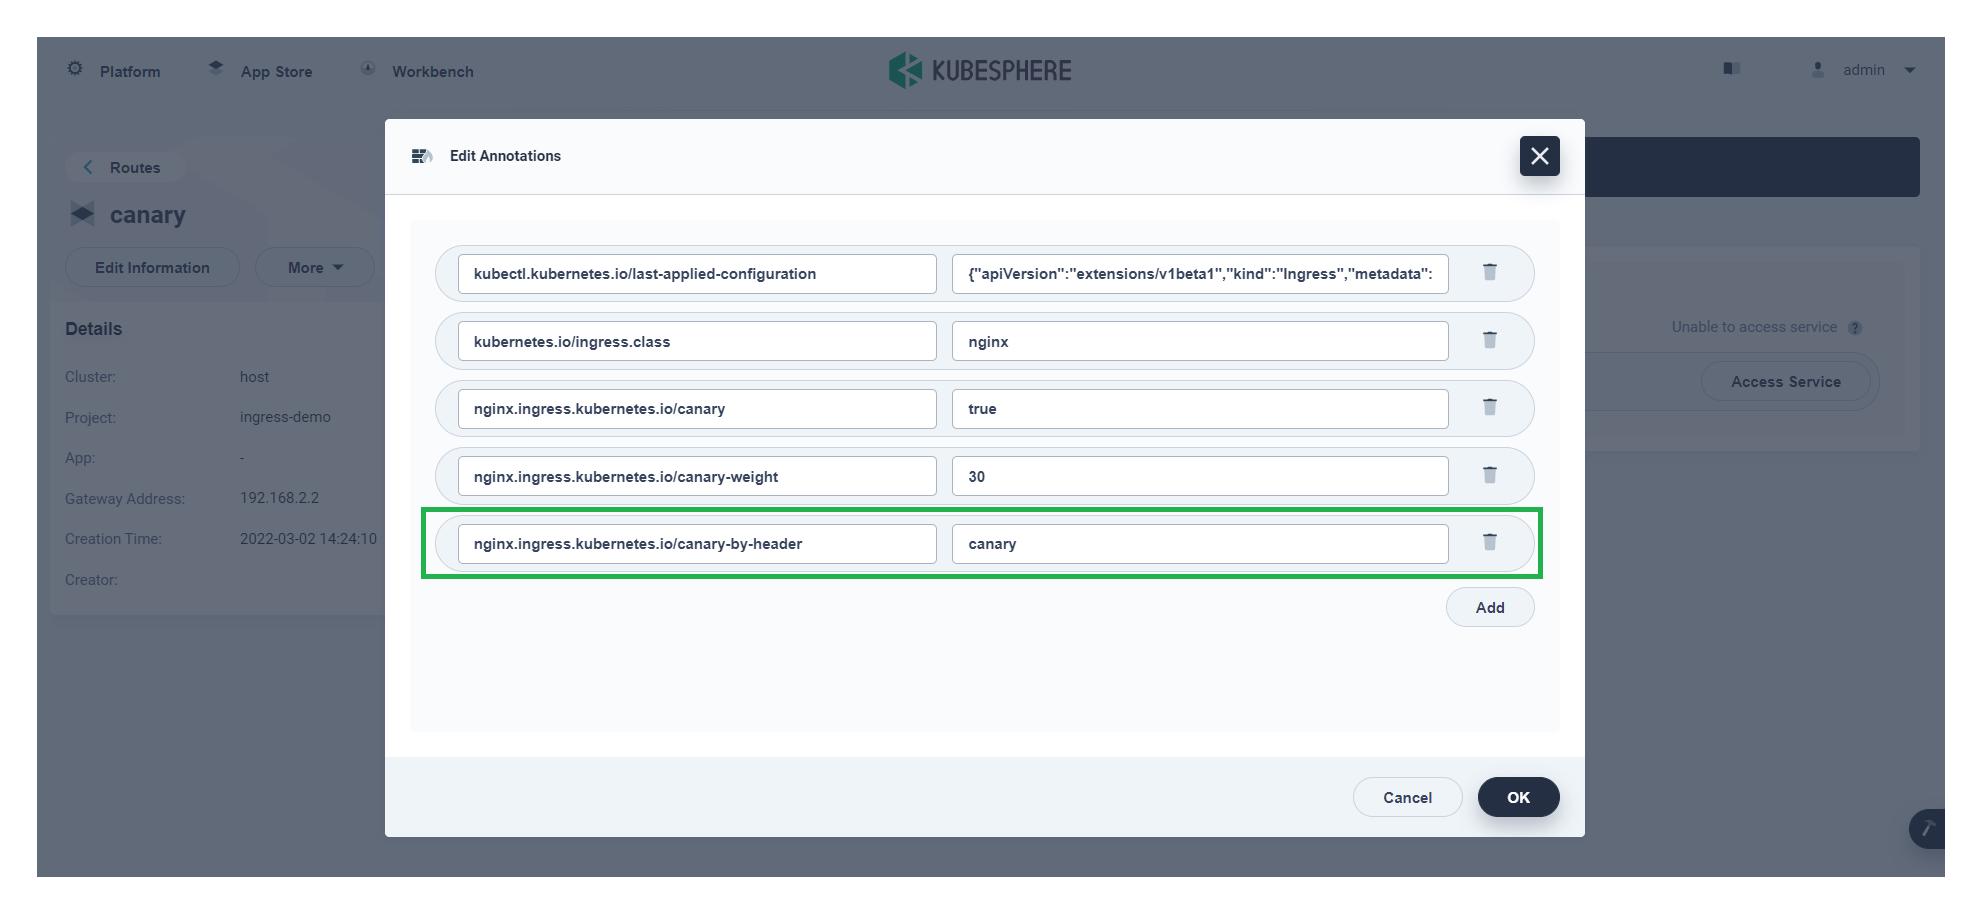 Platform
App Store
Workbench
KUBESPHERE
admin
Routes
canary
Edit Information
More
Details
Cluster: host
Project: ingress-demo
App: -
Gateway Address: 192.168.2.2
Creation Time: 2022-03-02 14:24:10
Creator:
Edit Annotations
kubectl.kubernetes.io/last-applied-configuration {"apiVersion":"extensions/v1beta1","kind":"Ingress","metadata":
kubernetes.io/ingress.class nginx
nginx.ingress.kubernetes.io/canary true
nginx.ingress.kubernetes.io/canary-weight 30
nginx.ingress.kubernetes.io/canary-by-header canary
Add
Cancel
OK
Unable to access service ?
Access Service